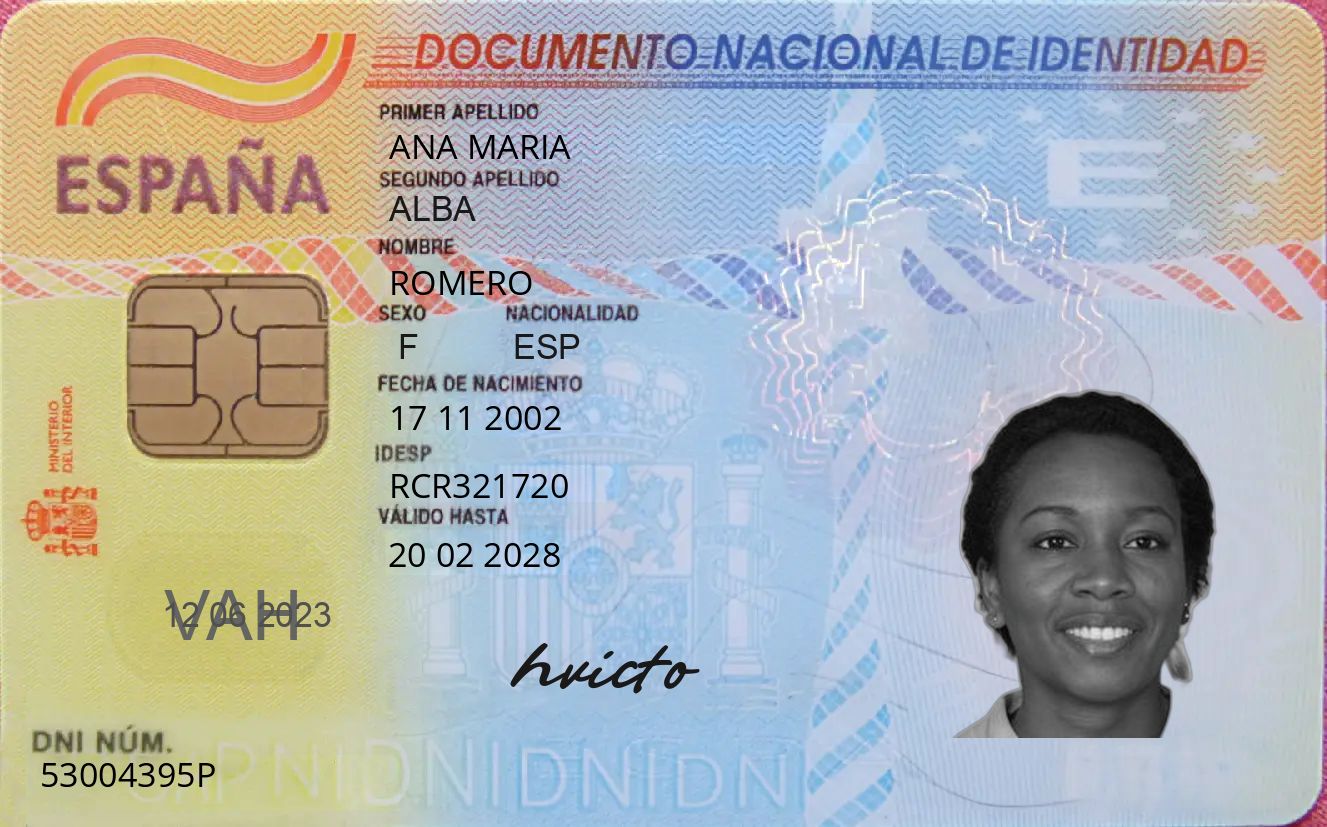 DOCUMENTO NACIONAL DE IDENTIDAD
ESPAÑA
PRIMER APELLIDO
ANA MARIA
SEGUNDO APELLIDO
ALBA
NOMBRE
ROMERO
SEXO NACIONALIDAD
F ESP
FECHA DE NACIMIENTO
17 11 2002
IDESP
RCR321720
VÁLIDO HASTA
20 02 2028
MINISTERIO
DEL INTERIOR
E
VAH
12 06 2023
hvicto
DNI NÚM.
53004395P
DNIDNIDNIDN